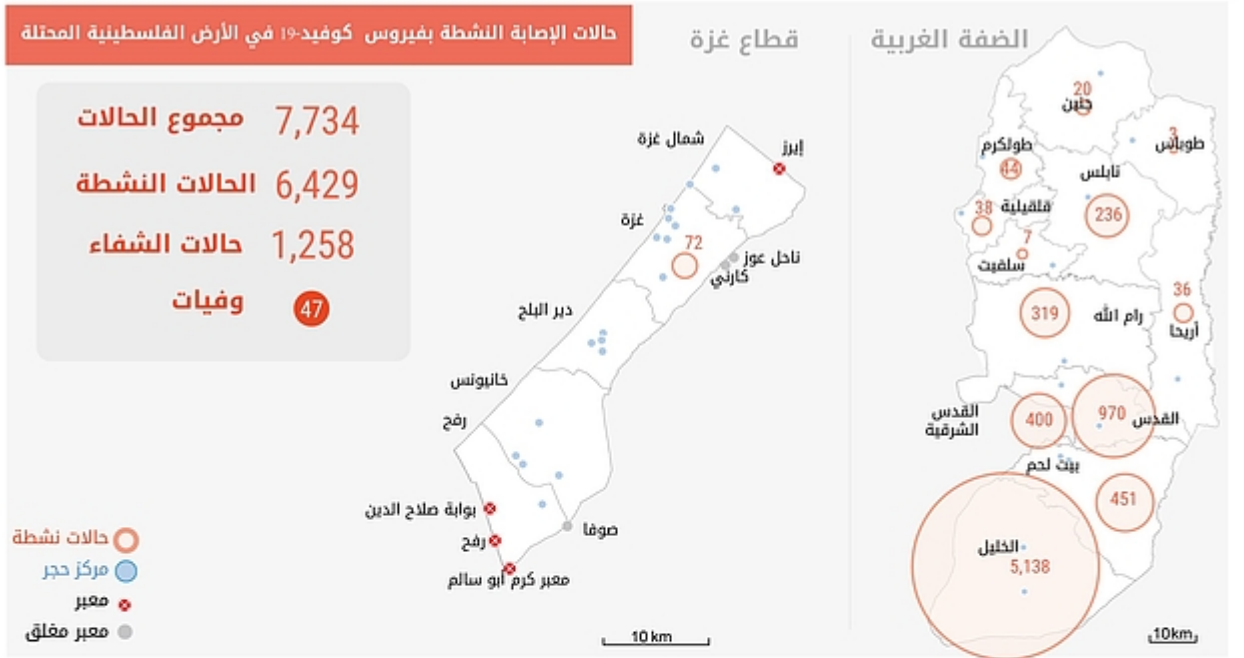 حالات الإصابة النشطة بفيروس كوفيد-19 في الأرض الفلسطينية المحتلة
مجموع الحالات 7,734
الحالات النشطة 6,429
حالات الشفاء 1,258
وفيات 47
قطاع غزة
شمال غزة
إيرز
غزة
72
ناحل عوز
كارني
دير البلح
خانيونس
رفح
بوابة صلاح الدين
رفح
معبر كرم أبو سالم
صوفا
10 km
الضفة الغربية
20
جنين
3
طوباس
طولكرم
44
نابلس
236
38
قلقيلية
7
سلفيت
36
أريحا
319
رام الله
القدس
الشرقية
400
970
القدس
بيت لحم
451
الخليل
5,138
10km
حالات نشطة
مركز حجر
معبر
معبر مغلق